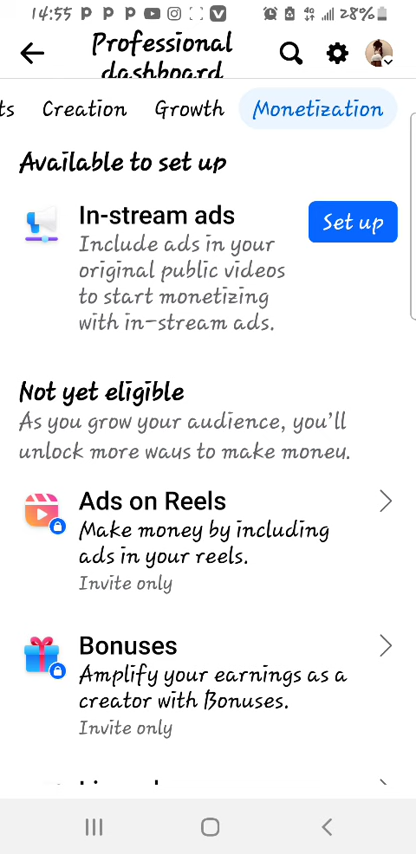 14:55
4G 28%
Professional
dashboard
ts Creation Growth Monetization
Available to set up
In-stream ads
Set up
Include ads in your
original public videos
to start monetizing
with in-stream ads.
Not yet eligible
As you grow your audience, you'll
unlock more ways to make money.
Ads on Reels
Make money by including
ads in your reels.
Invite only
Bonuses
Amplify your earnings as a
creator with Bonuses.
Invite only